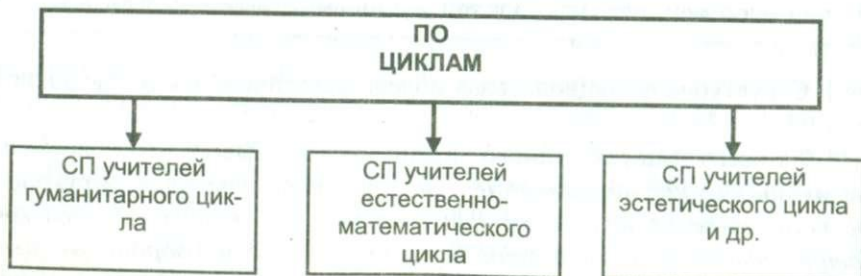 ПО
ЦИКЛАМ
СП учителей
гуманитарного цик-
ла
СП учителей
естественно-
математического
цикла
СП учителей
эстетического цикла
и др.